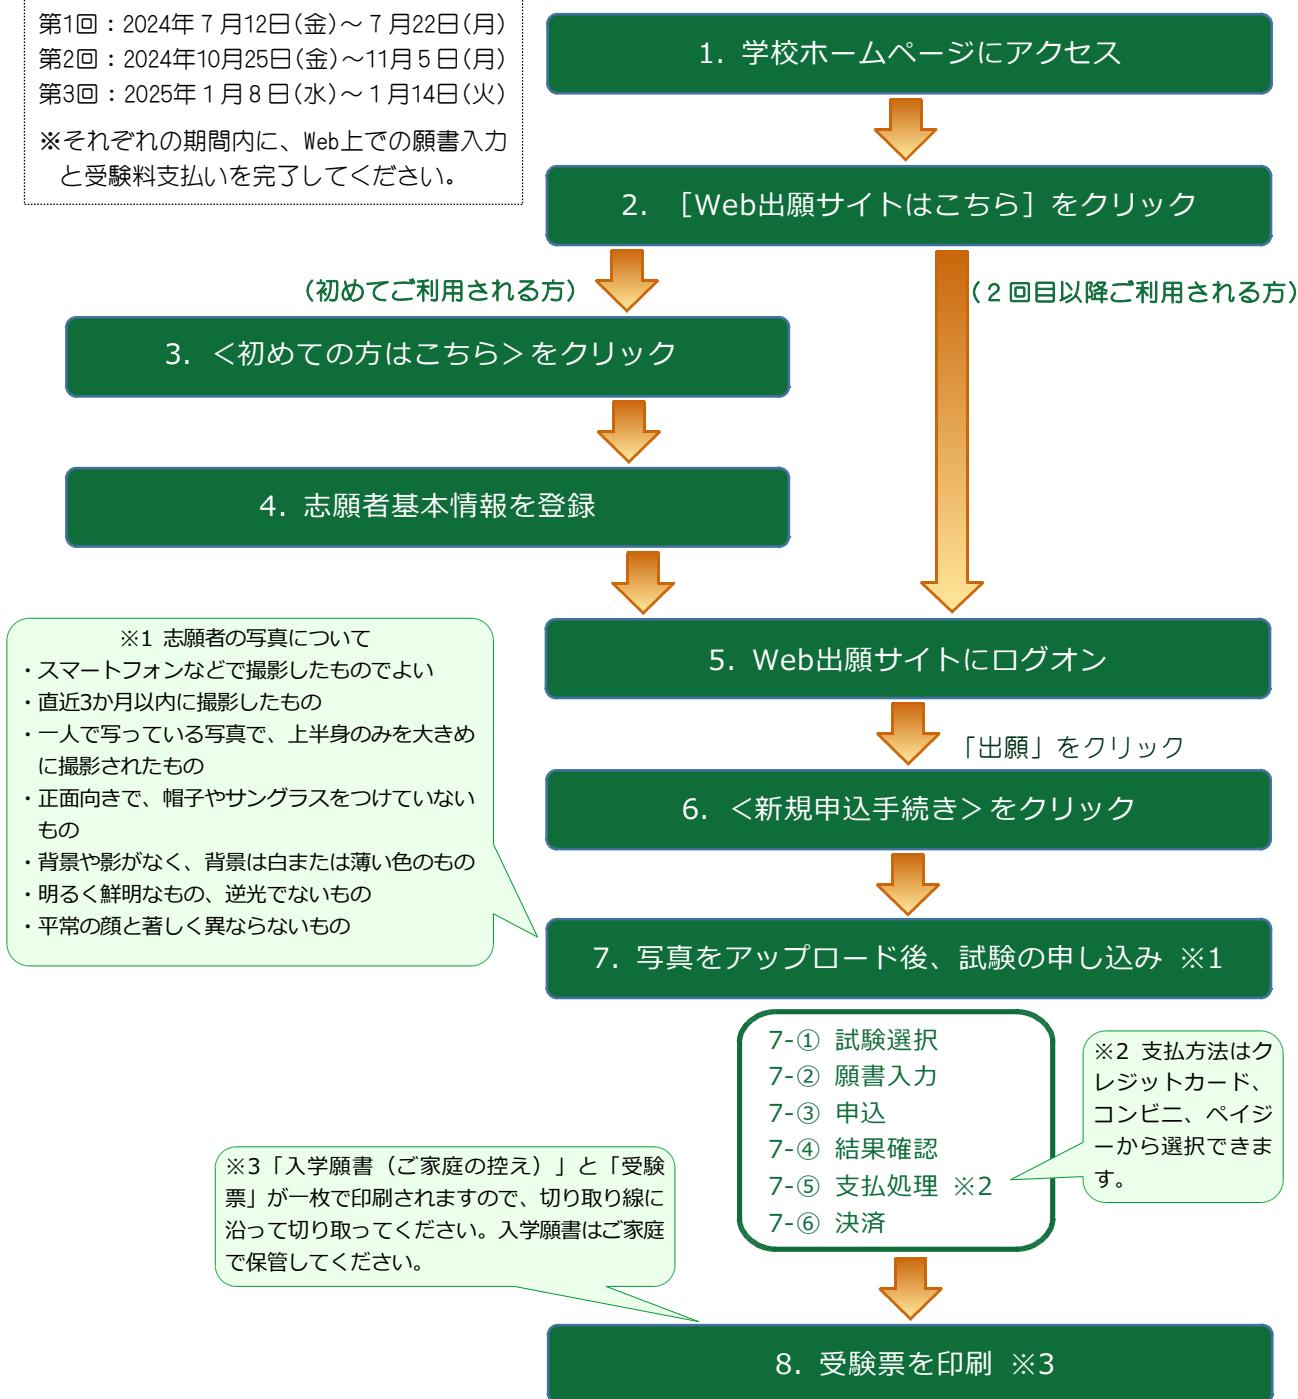 第1回：2024年７月12日(金)～７月22日(月)
第2回：2024年10月25日(金)～11月５日(月)
第3回：2025年１月８日(水)～１月14日(火)
※それぞれの期間内に、Web上での願書入力
と受験料支払いを完了してください。
1. 学校ホームページにアクセス
2. ［Web出願サイトはこちら］をクリック
（初めてご利用される方）
（２回目以降ご利用される方）
3. ＜初めての方はこちら＞をクリック
4. 志願者基本情報を登録
5. Web出願サイトにログオン
「出願」をクリック
6. ＜新規申込手続き＞をクリック
※1 志願者の写真について
・スマートフォンなどで撮影したものでよい
・直近3か月以内に撮影したもの
・一人で写っている写真で、上半身のみを大きめ
に撮影されたもの
・正面向きで、帽子やサングラスをつけていない
もの
・背景や影がなく、背景は白または薄い色のもの
・明るく鮮明なもの、逆光でないもの
・平常の顔と著しく異ならないもの
7. 写真をアップロード後、試験の申し込み ※1
7-① 試験選択
7-② 願書入力
7-③ 申込
7-④ 結果確認
7-⑤ 支払処理 ※2
7-⑥ 決済
※2 支払方法はク
レジットカード、
コンビニ、ペイジ
ーから選択できま
す。
※3「入学願書（ご家庭の控え）」と「受験
票」が一枚で印刷されますので、切り取り線に
沿って切り取ってください。入学願書はご家庭
で保管してください。
8. 受験票を印刷 ※3